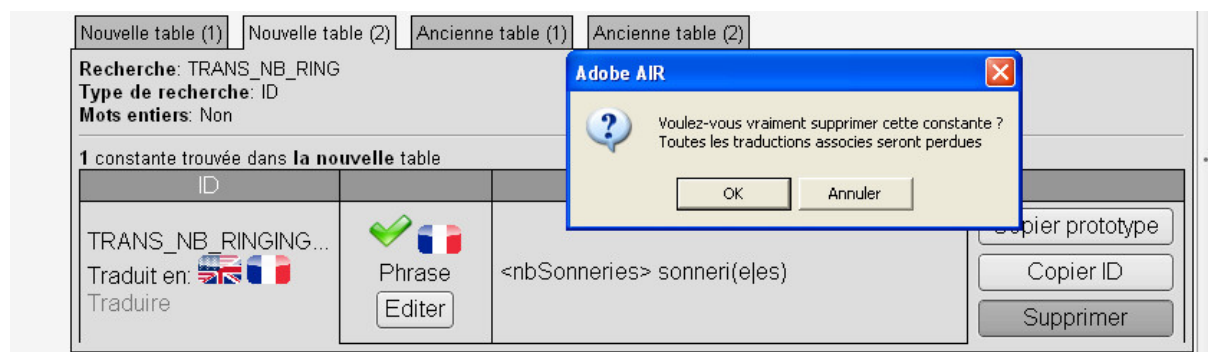 Nouvelle table (1) Nouvelle table (2) Ancienne table (1) Ancienne table (2)
Recherche: TRANS_NB_RING
Type de recherche: ID
Mots entiers: Non
1 constante trouvée dans la nouvelle table
Adobe AIR
Voulez-vous vraiment supprimer cette constante ?
Toutes les traductions associes seront perdues
OK Annuler
ID
TRANS_NB_RINGING...
Traduit en:
Traduire
Phrase
Editer
<nbSonneries> sonneri(e|es)
Copier prototype
Copier ID
Supprimer